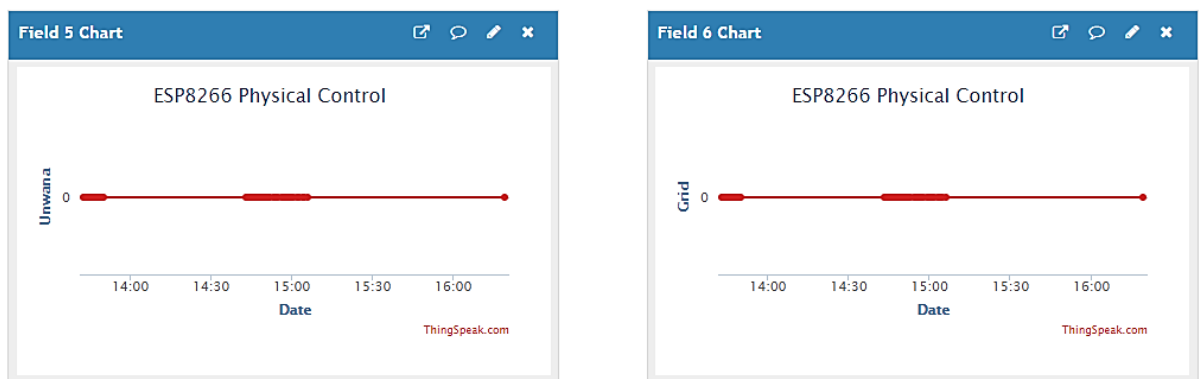 Field 5 Chart
ESP8266 Physical Control
Unwana
0
14:00 14:30 15:00 15:30 16:00
Date
ThingSpeak.com
Field 6 Chart
ESP8266 Physical Control
Grid
0
14:00 14:30 15:00 15:30 16:00
Date
ThingSpeak.com